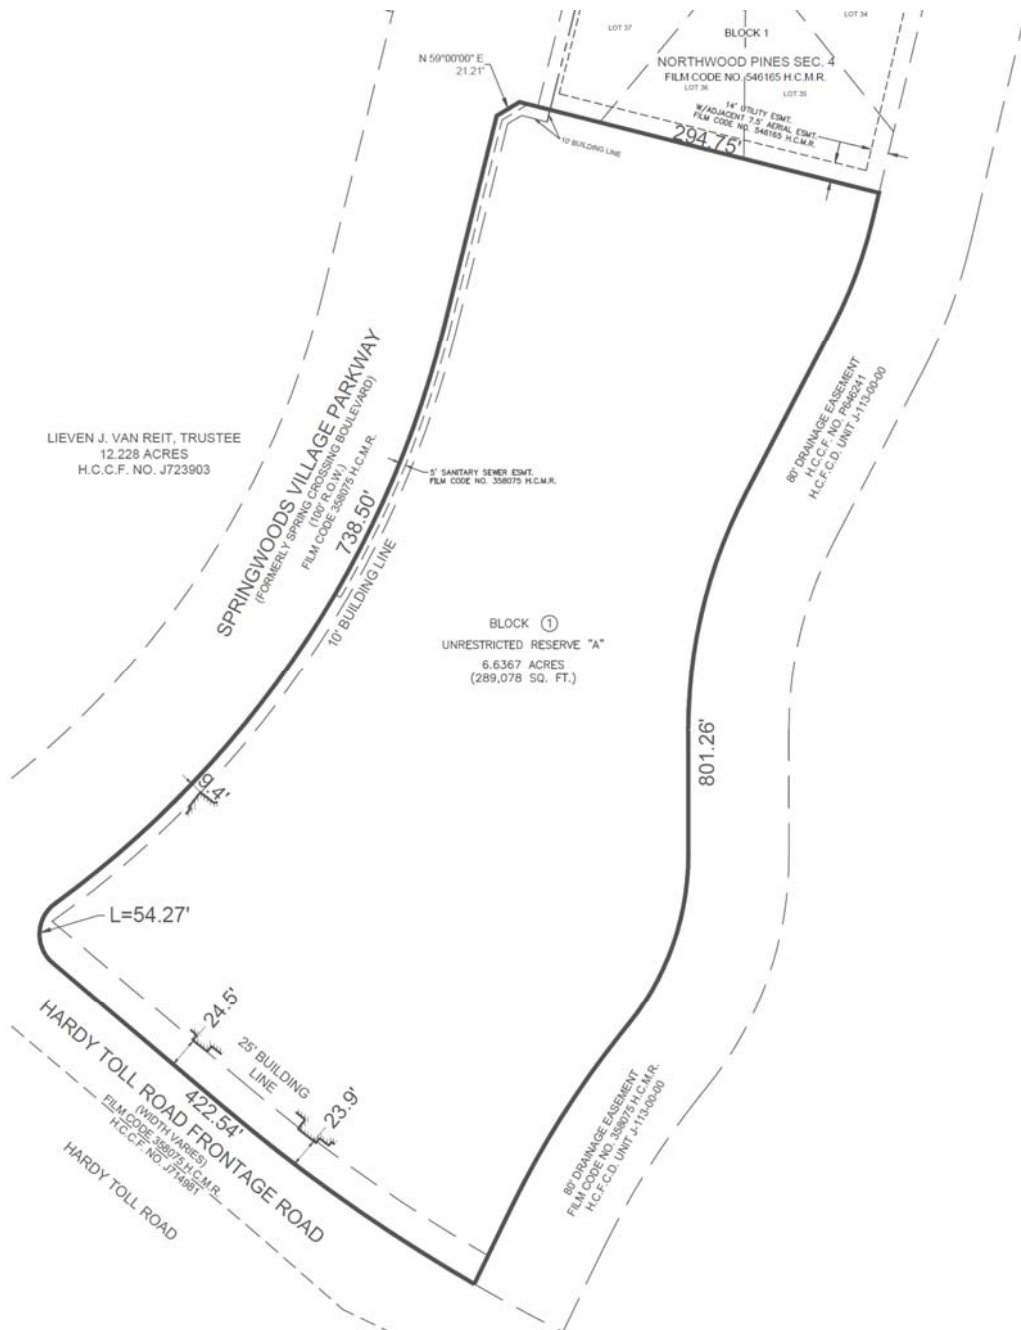 LOT 37
LOT 34
BLOCK 1
N 59°00'00" E
21.21'
NORTHWOOD PINES SEC. 4
FILM CODE NO. 546165 H.C.M.R.
LOT 36
LOT 35
14' UTILITY ESMT.
W/ADJACENT 7.5' AERIAL ESMT.
FILM CODE NO. 546165 H.C.M.R.
294.75'
10' BUILDING LINE
LIEVEN J. VAN REIT, TRUSTEE
12.228 ACRES
H.C.C.F. NO. J723903
SPRINGWOODS VILLAGE PARKWAY
(FORMERLY SPRING CROSSING BOULEVARD)
(100' R.O.W.)
FILM CODE 358075 H.C.M.R.
738.50'
5' SANITARY SEWER ESMT.
FILM CODE NO. 358075 H.C.M.R.
10' BUILDING LINE
80' DRAINAGE EASEMENT
H.C.C.F. NO. P646241
H.C.F.C.D. UNIT J-113-00-00
BLOCK 1
UNRESTRICTED RESERVE "A"
6.6367 ACRES
(289,078 SQ. FT.)
801.26'
9.4'
L=54.27'
24.5'
25' BUILDING
LINE
23.9'
422.54'
HARDY TOLL ROAD FRONTAGE ROAD
(WIDTH VARIES)
FILM CODE 358075 H.C.M.R.
H.C.C.F. NO. J714981
HARDY TOLL ROAD
80' DRAINAGE EASEMENT
FILM CODE NO. 358075 H.C.M.R.
H.C.F.C.D. UNIT J-113-00-00